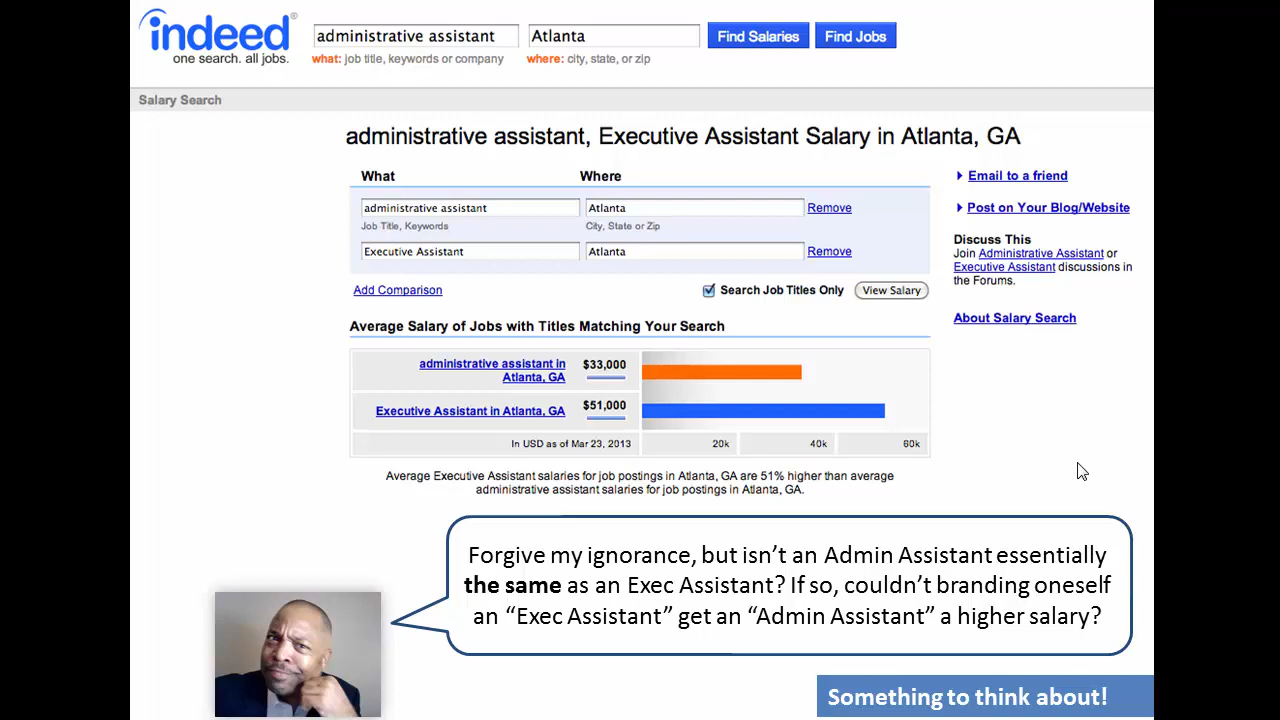 indeed®
one search. all jobs.
administrative assistant
Atlanta
Find Salaries
Find Jobs
what: job title, keywords or company
where: city, state, or zip
Salary Search
administrative assistant, Executive Assistant Salary in Atlanta, GA
What
Where
administrative assistant
Atlanta
Remove
Job Title, Keywords
City, State or Zip
Executive Assistant
Atlanta
Remove
Add Comparison
Search Job Titles Only
View Salary
Email to a friend
Post on Your Blog/Website
Discuss This
Join Administrative Assistant or
Executive Assistant discussions in
the Forums.
About Salary Search
Average Salary of Jobs with Titles Matching Your Search
administrative assistant in
Atlanta, GA
$33,000
Executive Assistant in Atlanta, GA
$51,000
In USD as of Mar 23, 2013
20k
40k
60k
Average Executive Assistant salaries for job postings in Atlanta, GA are 51% higher than average
administrative assistant salaries for job postings in Atlanta, GA.
Forgive my ignorance, but isn’t an Admin Assistant essentially
the same as an Exec Assistant? If so, couldn’t branding oneself
an “Exec Assistant” get an “Admin Assistant” a higher salary?
Something to think about!